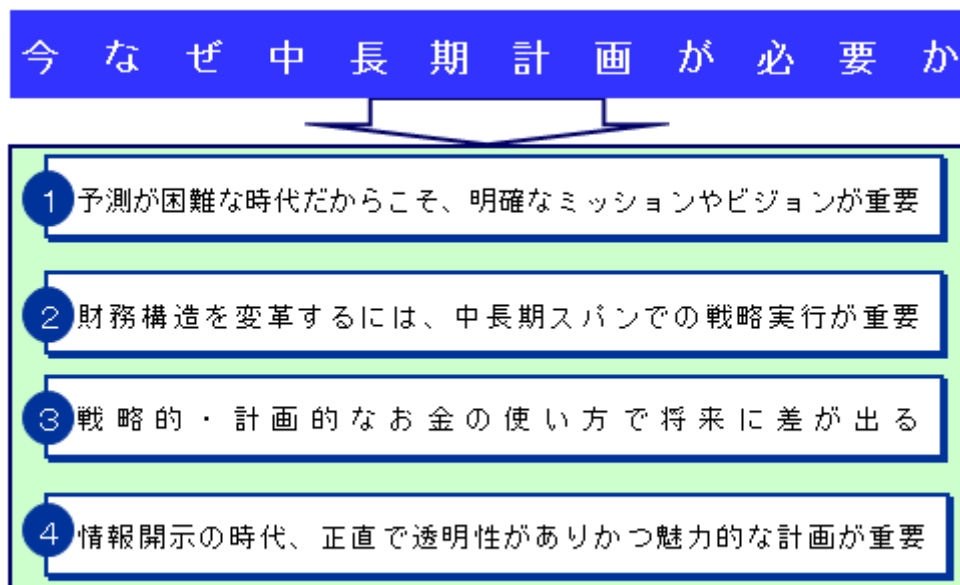 今なぜ中長期計画が必要か
1 予測が困難な時代だからこそ、明確なミッションやビジョンが重要
2 財務構造を変革するには、中長期スパンでの戦略実行が重要
3 戦略的・計画的なお金の使い方で将来に差が出る
4 情報開示の時代、正直で透明性がありかつ魅力的な計画が重要